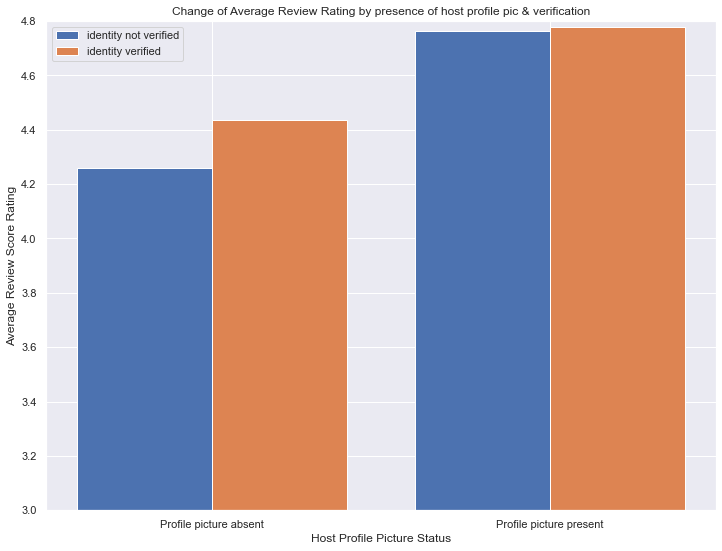 Change of Average Review Rating by presence of host profile pic & verification
identity not verified
identity verified
Average Review Score Rating
4.8
4.6
4.4
4.2
4.0
3.8
3.6
3.4
3.2
3.0
Profile picture absent
Profile picture present
Host Profile Picture Status